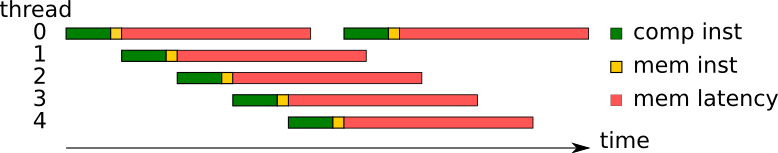 thread
0
1
2
3
4
comp inst
mem inst
mem latency
time